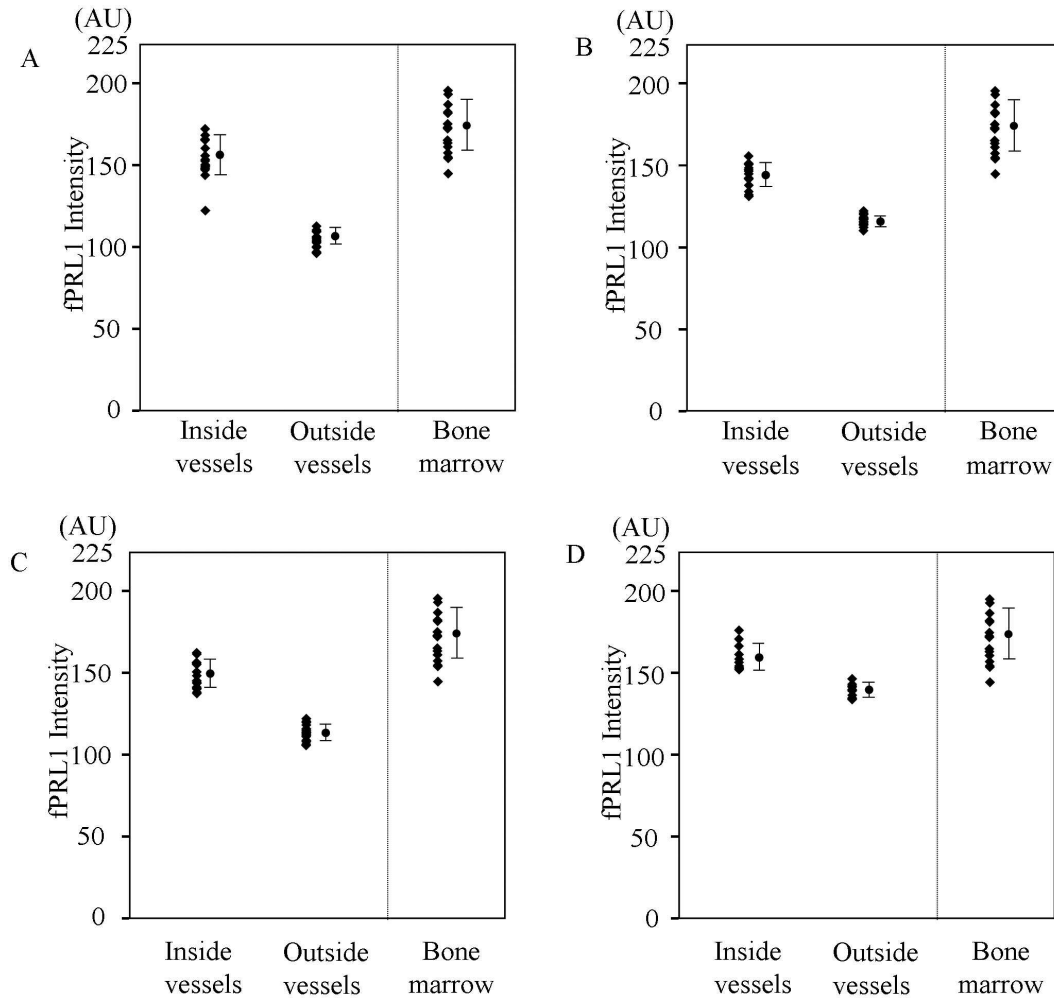 A
(AU)
225
200
150
100
50
0
fPRL1 Intensity
Inside
vessels
Outside
vessels
Bone
marrow
B
(AU)
225
200
150
100
50
0
fPRL1 Intensity
Inside
vessels
Outside
vessels
Bone
marrow
C
(AU)
225
200
150
100
50
0
fPRL1 Intensity
Inside
vessels
Outside
vessels
Bone
marrow
D
(AU)
225
200
150
100
50
0
fPRL1 Intensity
Inside
vessels
Outside
vessels
Bone
marrow